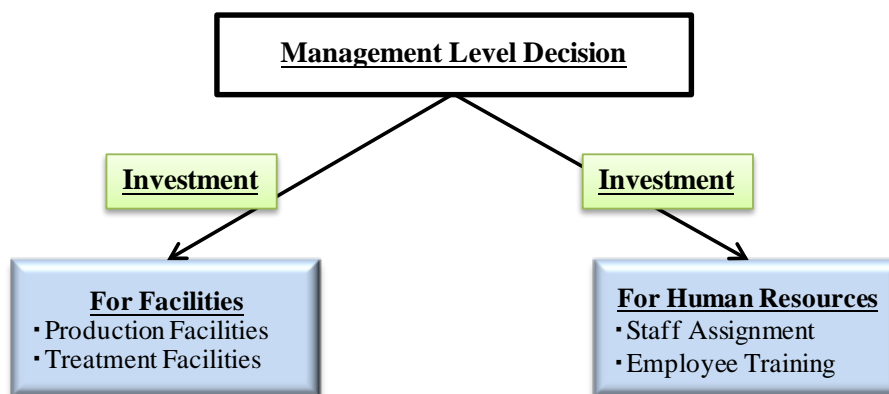 Management Level Decision
Investment
Investment
For Facilities
・Production Facilities
・Treatment Facilities
For Human Resources
・Staff Assignment
・Employee Training